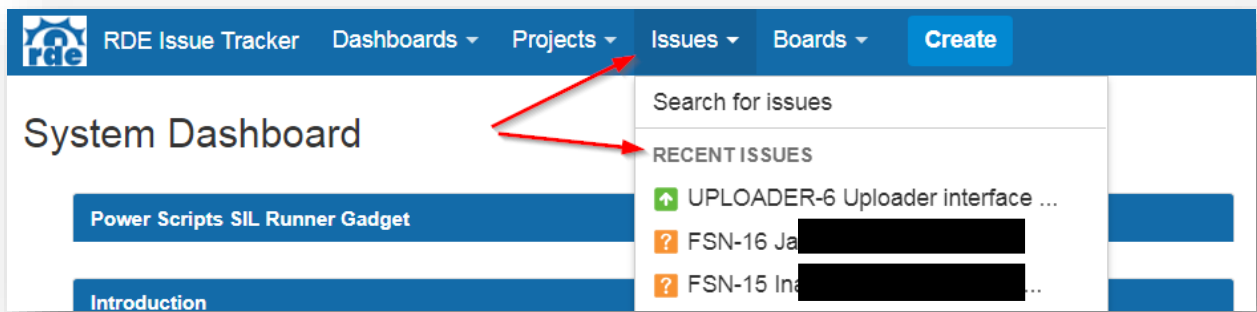 rde RDE Issue Tracker Dashboards Projects Issues Boards Create
System Dashboard
Search for issues
RECENT ISSUES
UPLOADER-6 Uploader interface ...
Power Scripts SIL Runner Gadget
? FSN-16 Ja
? FSN-15 Ina ...
Introduction